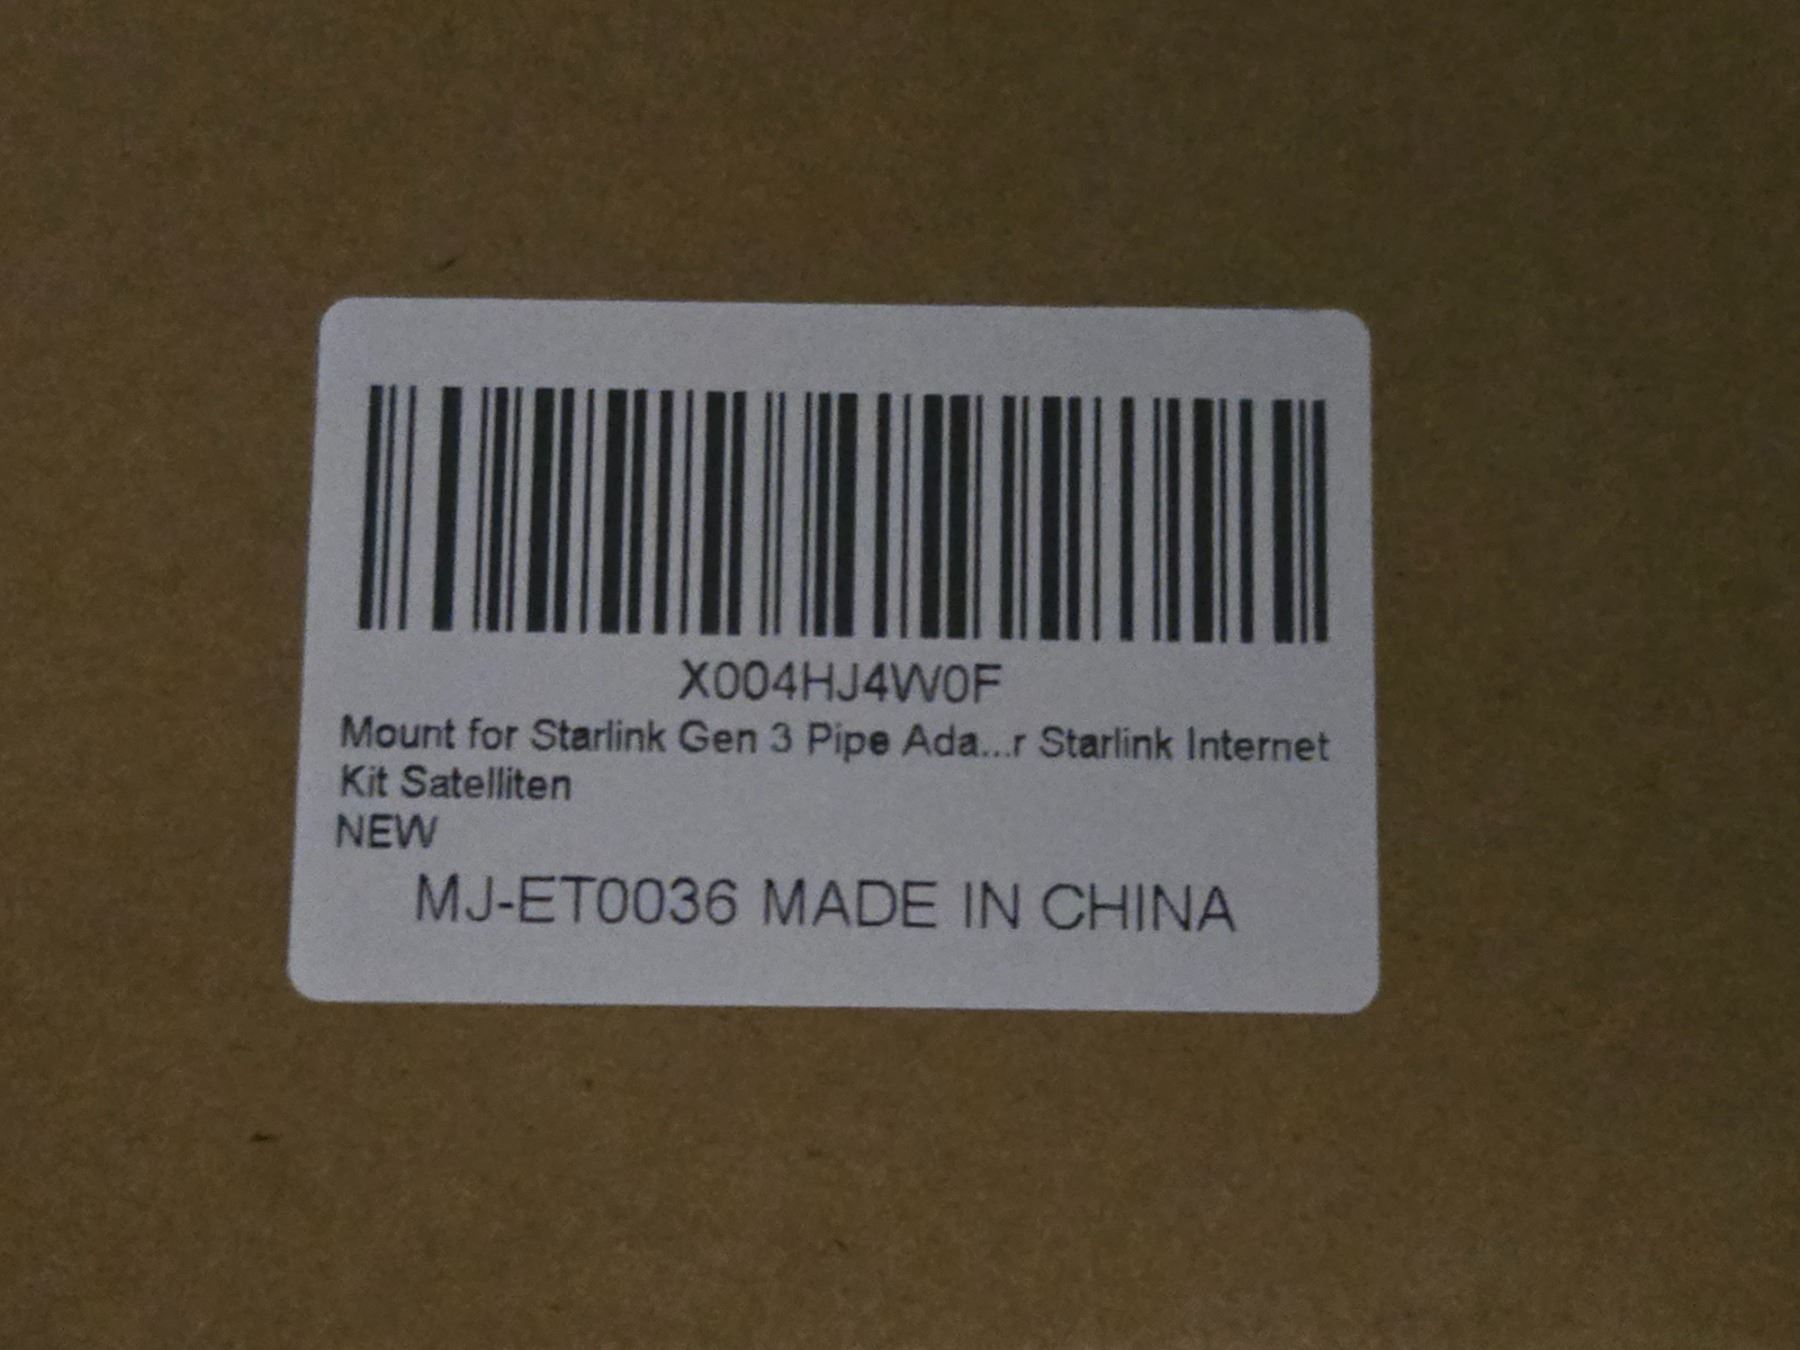 X004HJ4W0F
Mount for Starlink Gen 3 Pipe Ada...r Starlink Internet
Kit Satelliten
NEW
MJ-ET0036 MADE IN CHINA